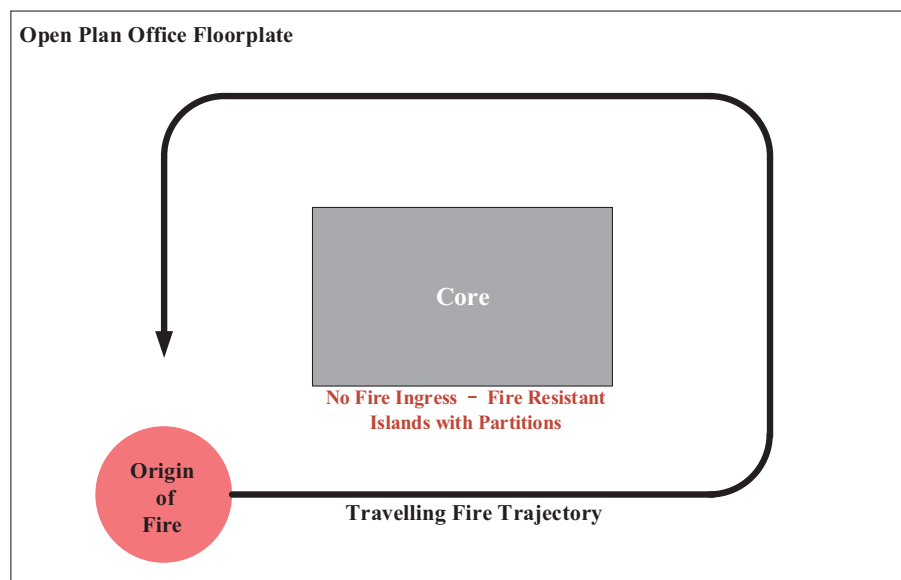 Open Plan Office Floorplate
Core
No Fire Ingress – Fire Resistant
Islands with Partitions
Origin
of
Fire
Travelling Fire Trajectory